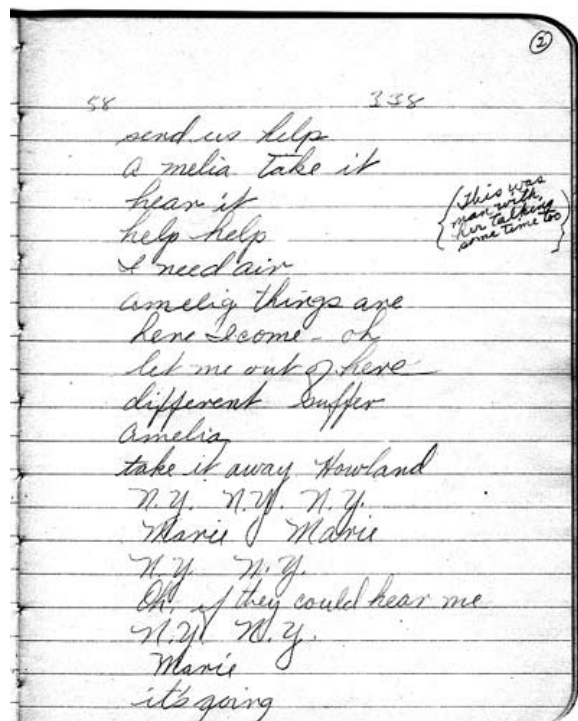 ②
58 338
send us help
a melia take it
hear it
(This was
man with
her talking
some time too)
help help
I need air
amelia things are
here I come - oh
let me out of here
different suffer
amelia
take it away Howland
N.Y. N.Y. N.Y.
Marie Marie
N.Y. N.Y.
Oh, if they could hear me
N.Y. N.Y.
Marie
it's going